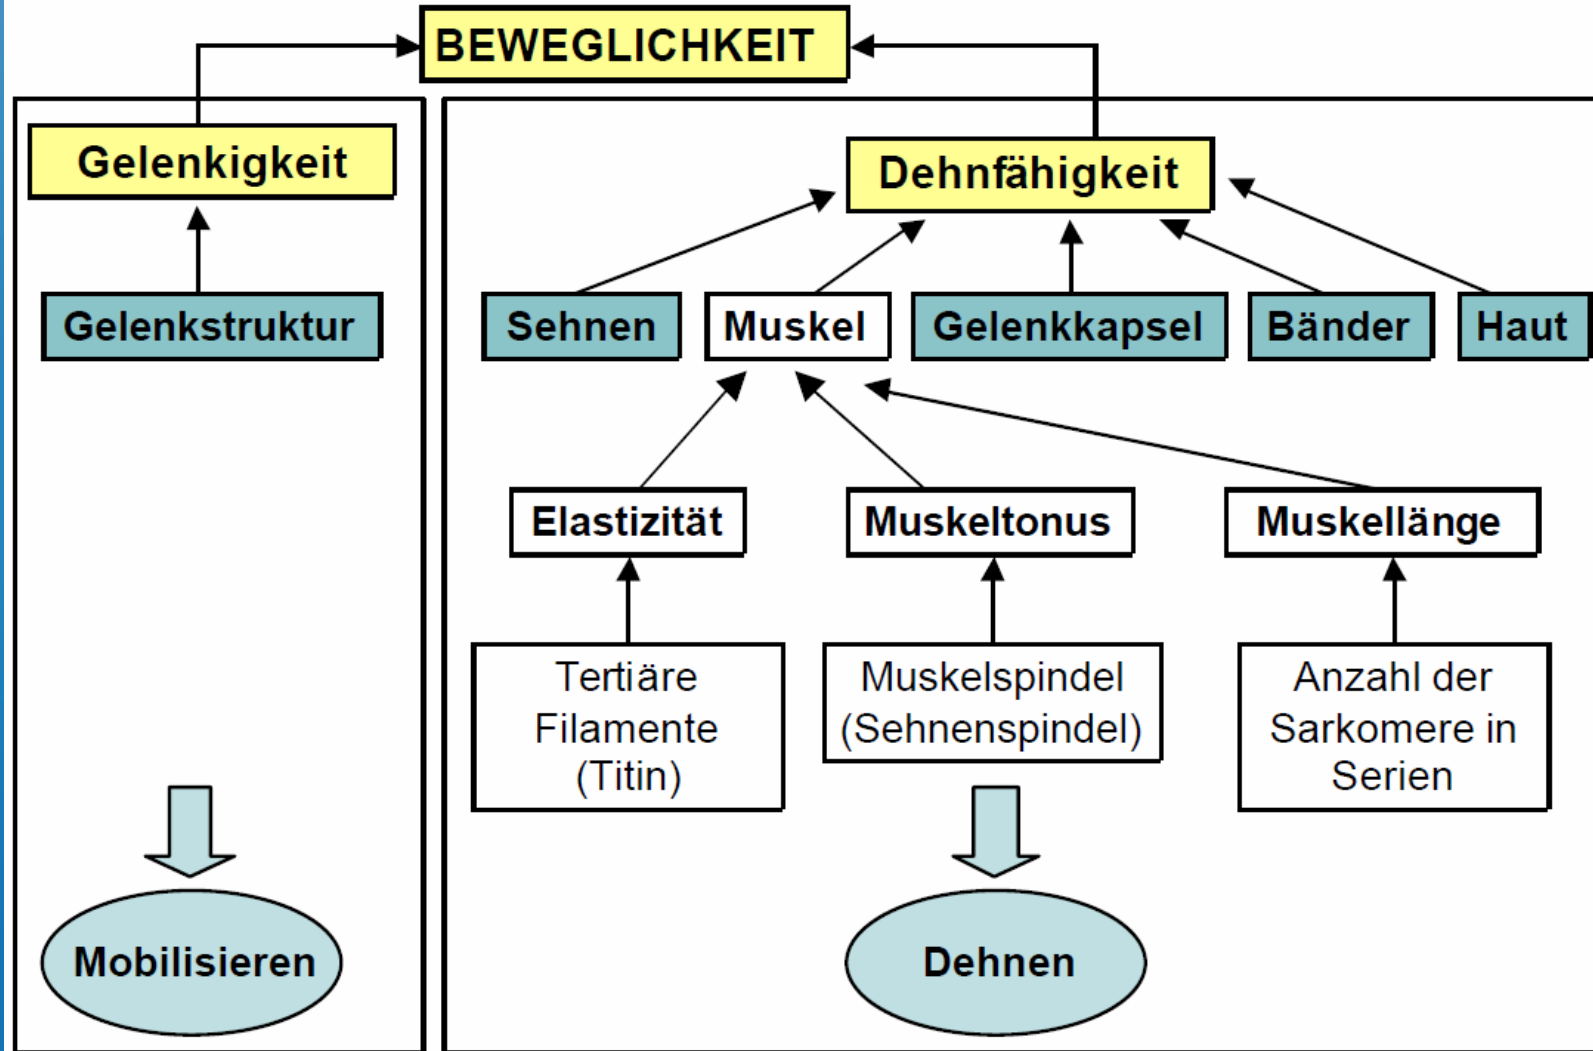 BEWEGLICHKEIT
Gelenkigkeit
Dehnfähigkeit
Gelenkstruktur
Sehnen
Muskel
Gelenkkapsel
Bänder
Haut
Elastizität
Muskeltonus
Muskellänge
Tertiäre
Filamente
(Titin)
Muskelspindel
(Sehnenspindel)
Anzahl der
Sarkomere in
Serien
Mobilisieren
Dehnen